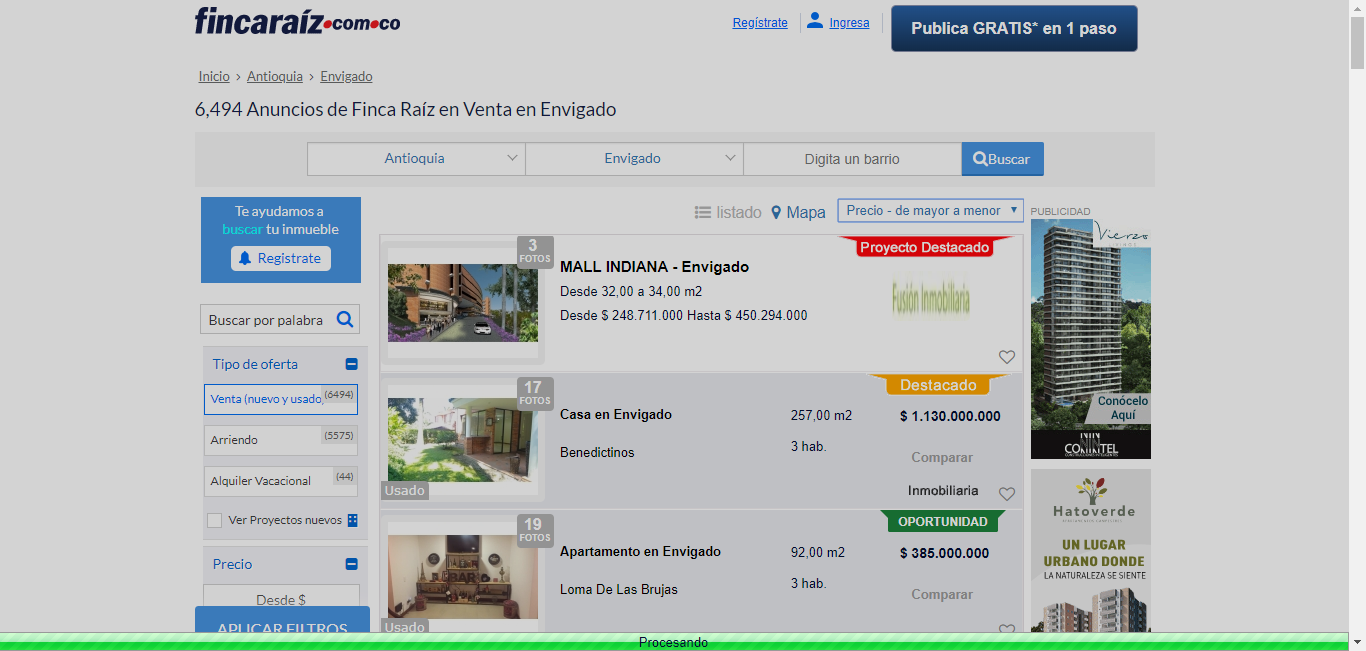 fincaraíz.com.co
Regístrate
Ingresa
Publica GRATIS* en 1 paso
Inicio › Antioquia › Envigado
6,494 Anuncios de Finca Raíz en Venta en Envigado
Antioquia
Envigado
Digita un barrio
Buscar
Te ayudamos a
buscar tu inmueble
Registrate
Buscar por palabra
Tipo de oferta
Venta (nuevo y usado)
(6494)
Arriendo
(5575)
Alquiler Vacacional
(44)
Ver Proyectos nuevos
Precio
Desde $
APLICAR FILTROS
listado
Mapa
Precio - de mayor a menor
3
FOTOS
MALL INDIANA - Envigado
Desde 32,00 a 34,00 m2
Desde $ 248.711.000 Hasta $ 450.294.000
Proyecto Destacado
Fusión Inmobiliaria
17
FOTOS
Usado
Casa en Envigado
Benedictinos
257,00 m2
3 hab.
Destacado
$ 1.130.000.000
Comparar
Inmobiliaria
19
FOTOS
BAR
Usado
Apartamento en Envigado
Loma De Las Brujas
92,00 m2
3 hab.
OPORTUNIDAD
$ 385.000.000
Comparar
PUBLICIDAD
Vierzo
Conócelo
Aquí
CONINTEL
Hatoverde
UN LUGAR
URBANO DONDE
LA NATURALEZA SE SIENTE
Procesando